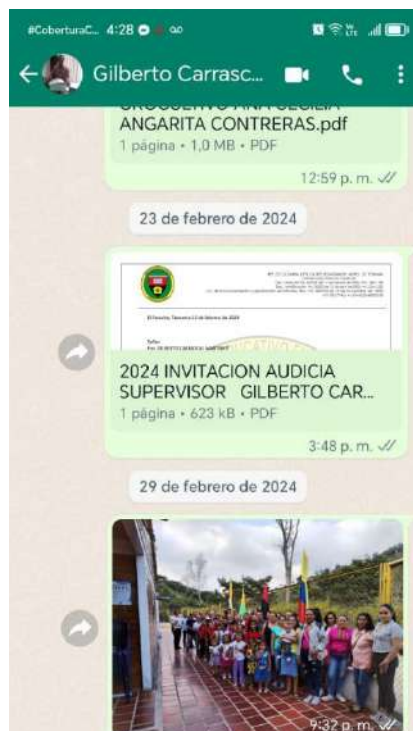 #CoberturaC... 4:28
Gilberto Carrasc...
ANGARITA CONTRERAS.pdf
1 página • 1,0 MB • PDF
12:59 p. m.
23 de febrero de 2024
2024 INVITACION AUDICIA
SUPERVISOR GILBERTO CAR...
1 página • 623 kB • PDF
3:48 p. m.
29 de febrero de 2024
9:32 p. m.